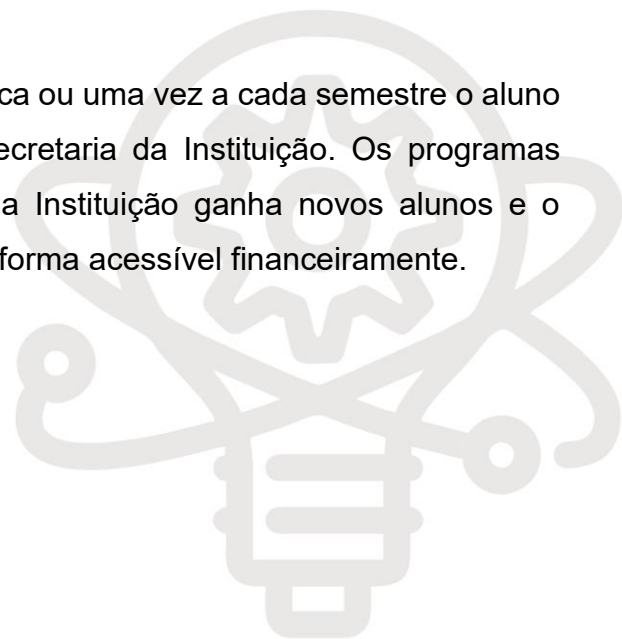 ca ou uma vez a cada semestre o aluno
ecretaria da Instituição. Os programas
a Instituição ganha novos alunos e o
forma acessível financeiramente.